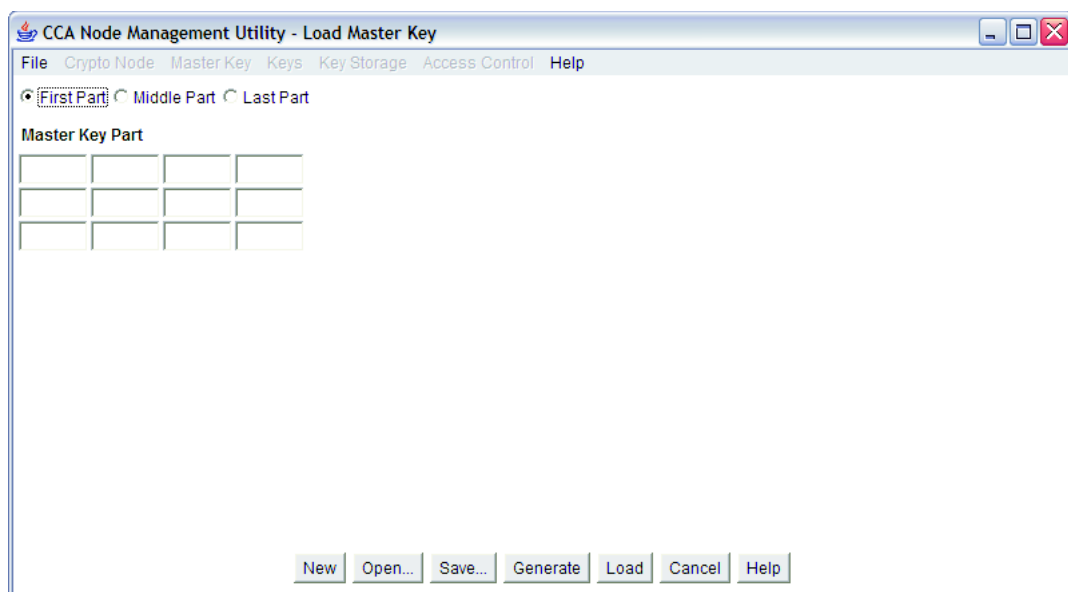 CCA Node Management Utility - Load Master Key
File Crypto Node Master Key Keys Key Storage Access Control Help
First Part Middle Part Last Part
Master Key Part
New Open... Save... Generate Load Cancel Help